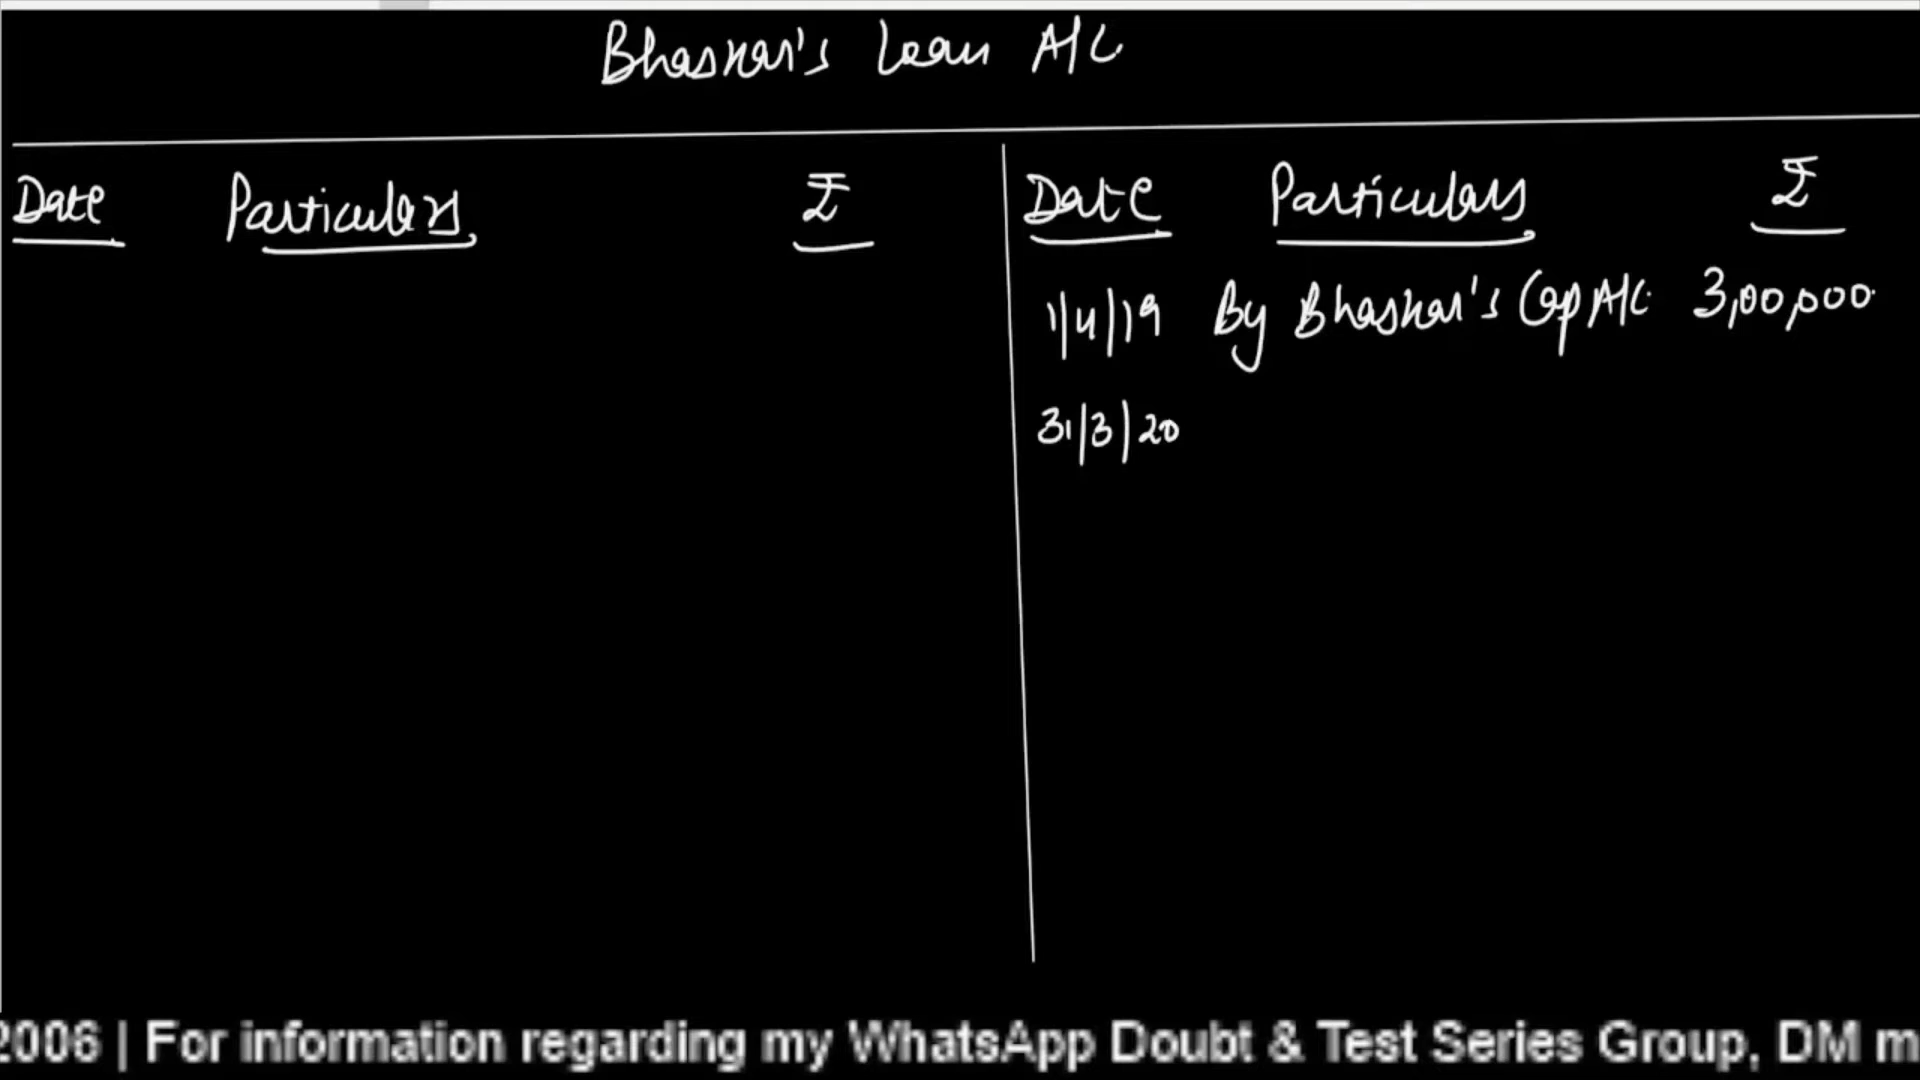 Bhaskar's Loan A/C
Date Particulars ₹ Date Particulars ₹
1/4/19 By Bhaskar's Cap A/C 3,00,000
31/3/20
2006 | For information regarding my WhatsApp Doubt & Test Series Group, DM m